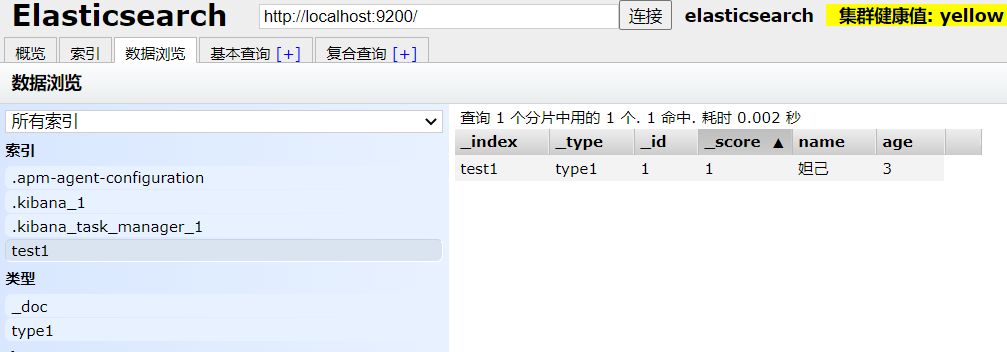 Elasticsearch http://localhost:9200/ 连接 elasticsearch 集群健康值: yellow
概览 索引 数据浏览 基本查询 [+] 复合查询 [+]
数据浏览
所有索引
索引
.apm-agent-configuration
.kibana_1
.kibana_task_manager_1
test1
类型
_doc
type1
查询 1 个分片中用的 1 个. 1 命中. 耗时 0.002 秒
_index _type _id _score ▲ name age
test1 type1 1 1 妲己 3